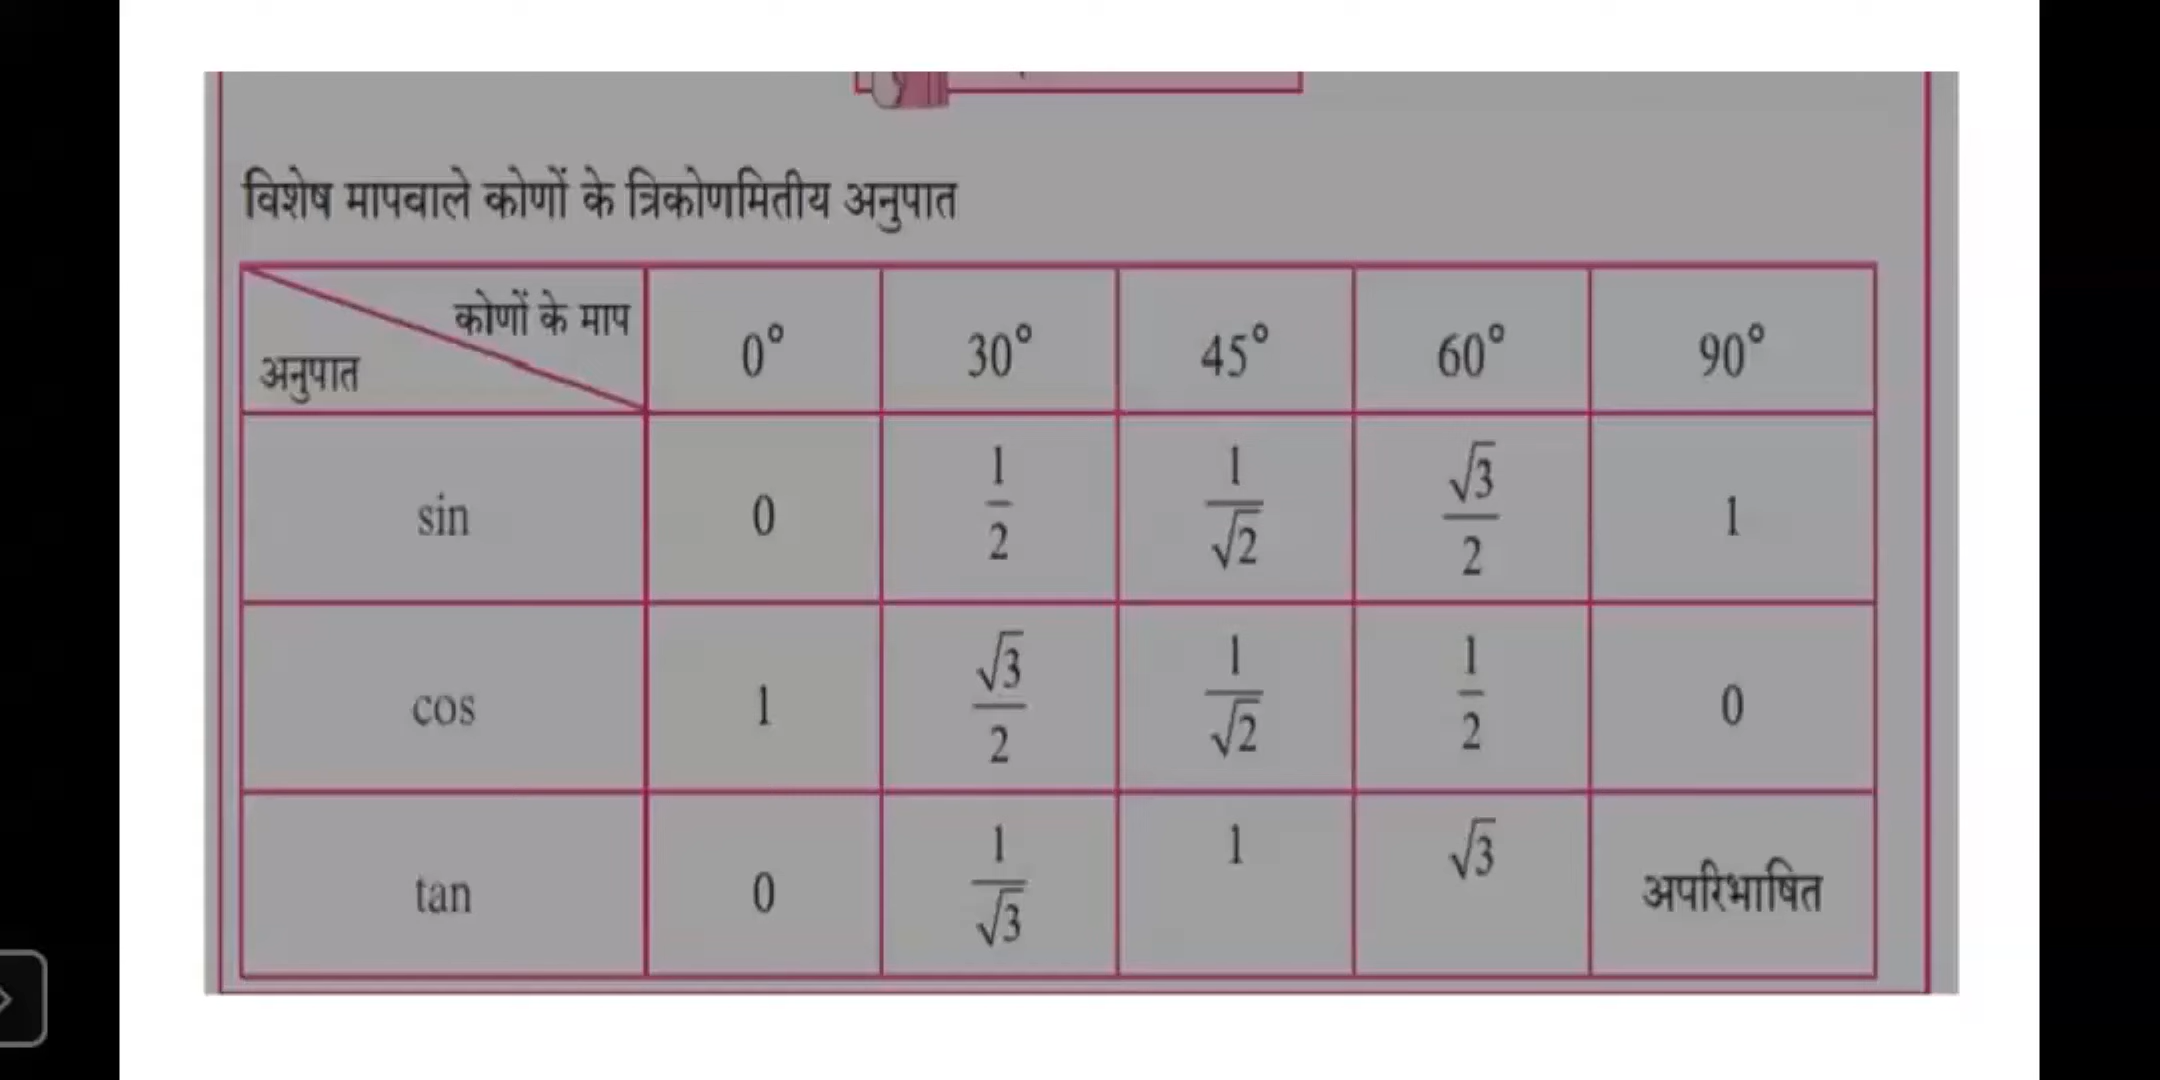 विशेष मापवाले कोणों के त्रिकोणमितीय अनुपात
कोणों के माप
अनुपात
0° 30° 45° 60° 90°
sin 0 1/2 1/√2 √3/2 1
cos 1 √3/2 1/√2 1/2 0
tan 0 1/√3 1 √3 अपरिभाषित